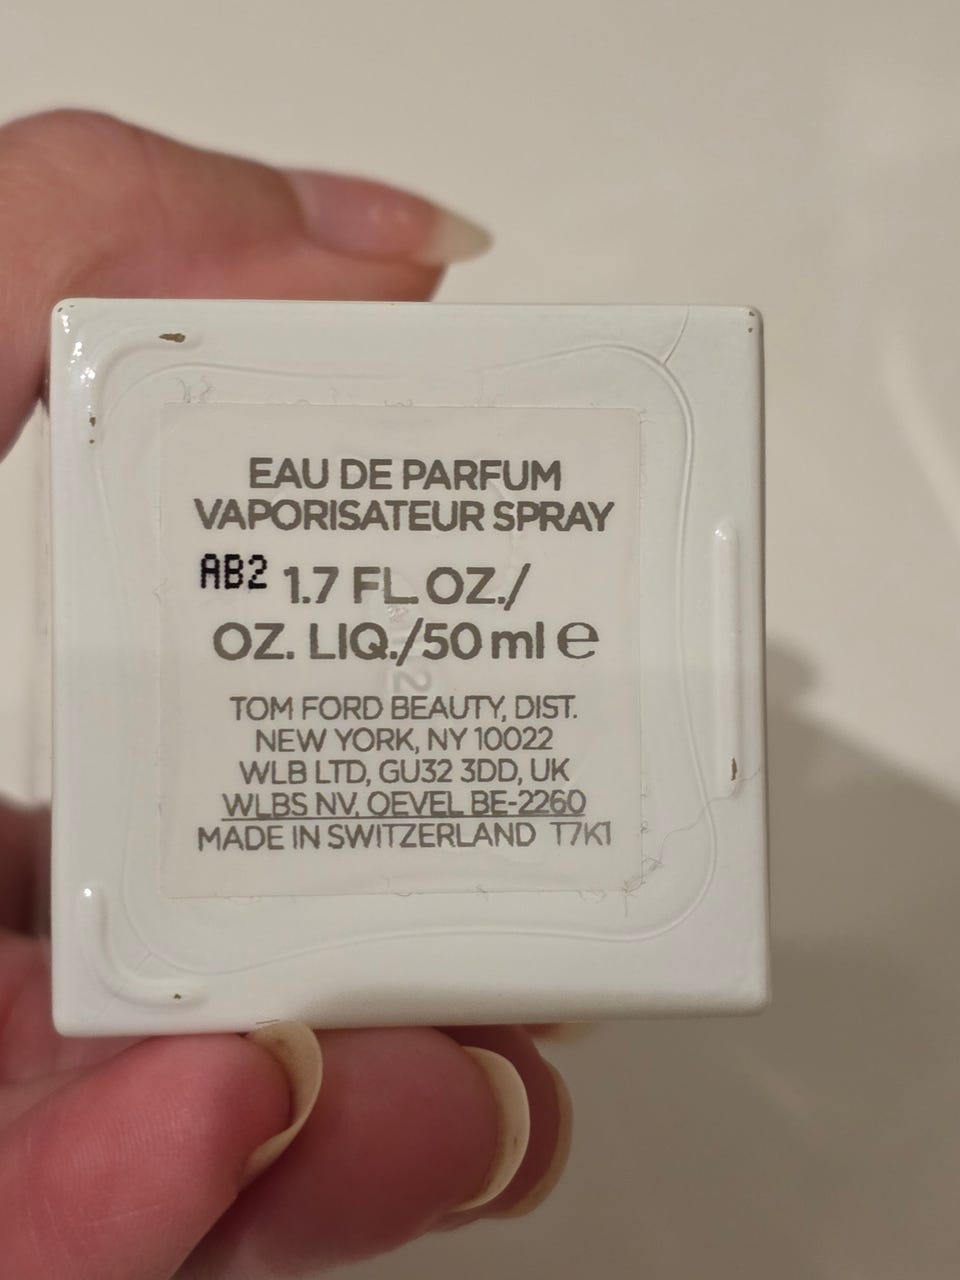 EAU DE PARFUM
VAPORISATEUR SPRAY
AB2 1.7 FL. OZ./
OZ. LIQ./50 ml e
TOM FORD BEAUTY, DIST.
NEW YORK, NY 10022
WLB LTD, GU32 3DD, UK
WLBS NV, OEVEL BE-2260
MADE IN SWITZERLAND T7K1